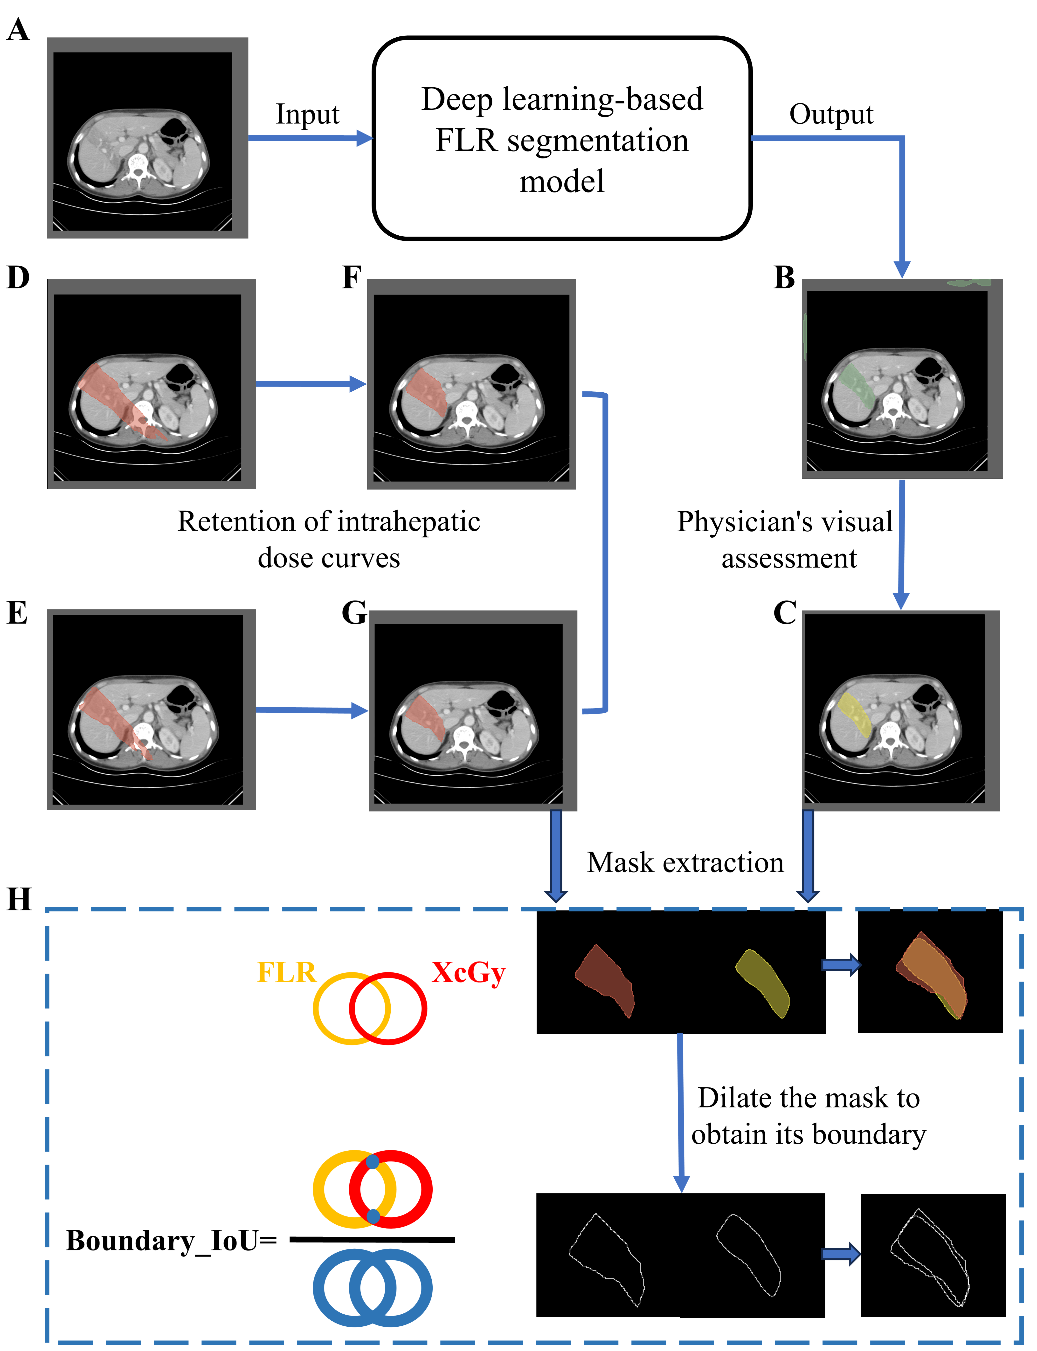 A
Input
Deep learning-based
FLR segmentation
model
Output
D
F
B
Retention of intrahepatic
dose curves
Physician's visual
assessment
E
G
C
Mask extraction
H
FLR
XcGy
Dilate the mask to
obtain its boundary
Boundary_IoU=